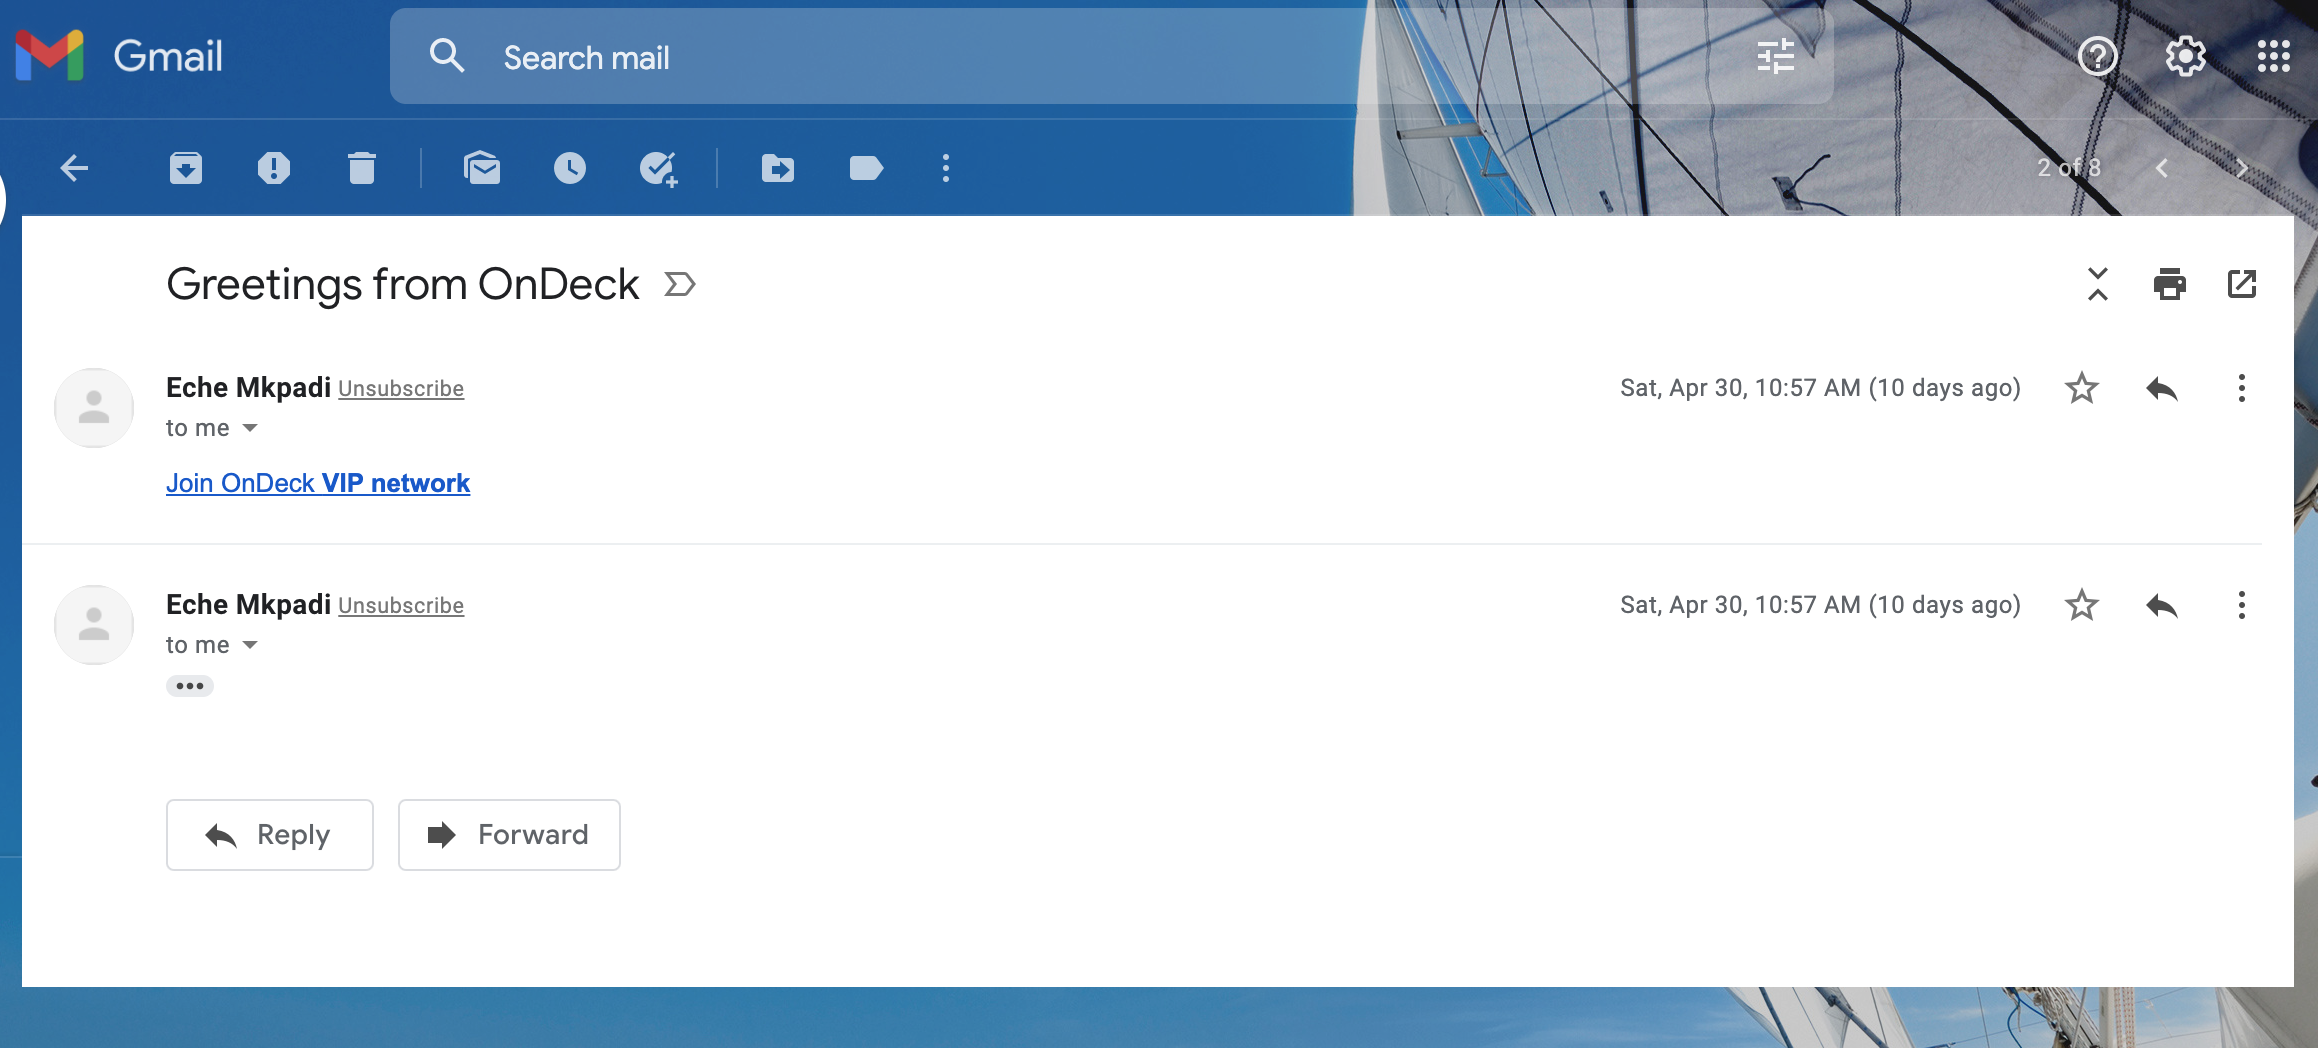 Gmail
Search mail
2 of 8
Greetings from OnDeck
Eche Mkpadi Unsubscribe Sat, Apr 30, 10:57 AM (10 days ago)
to me
Join OnDeck VIP network
Eche Mkpadi Unsubscribe Sat, Apr 30, 10:57 AM (10 days ago)
to me
Reply Forward